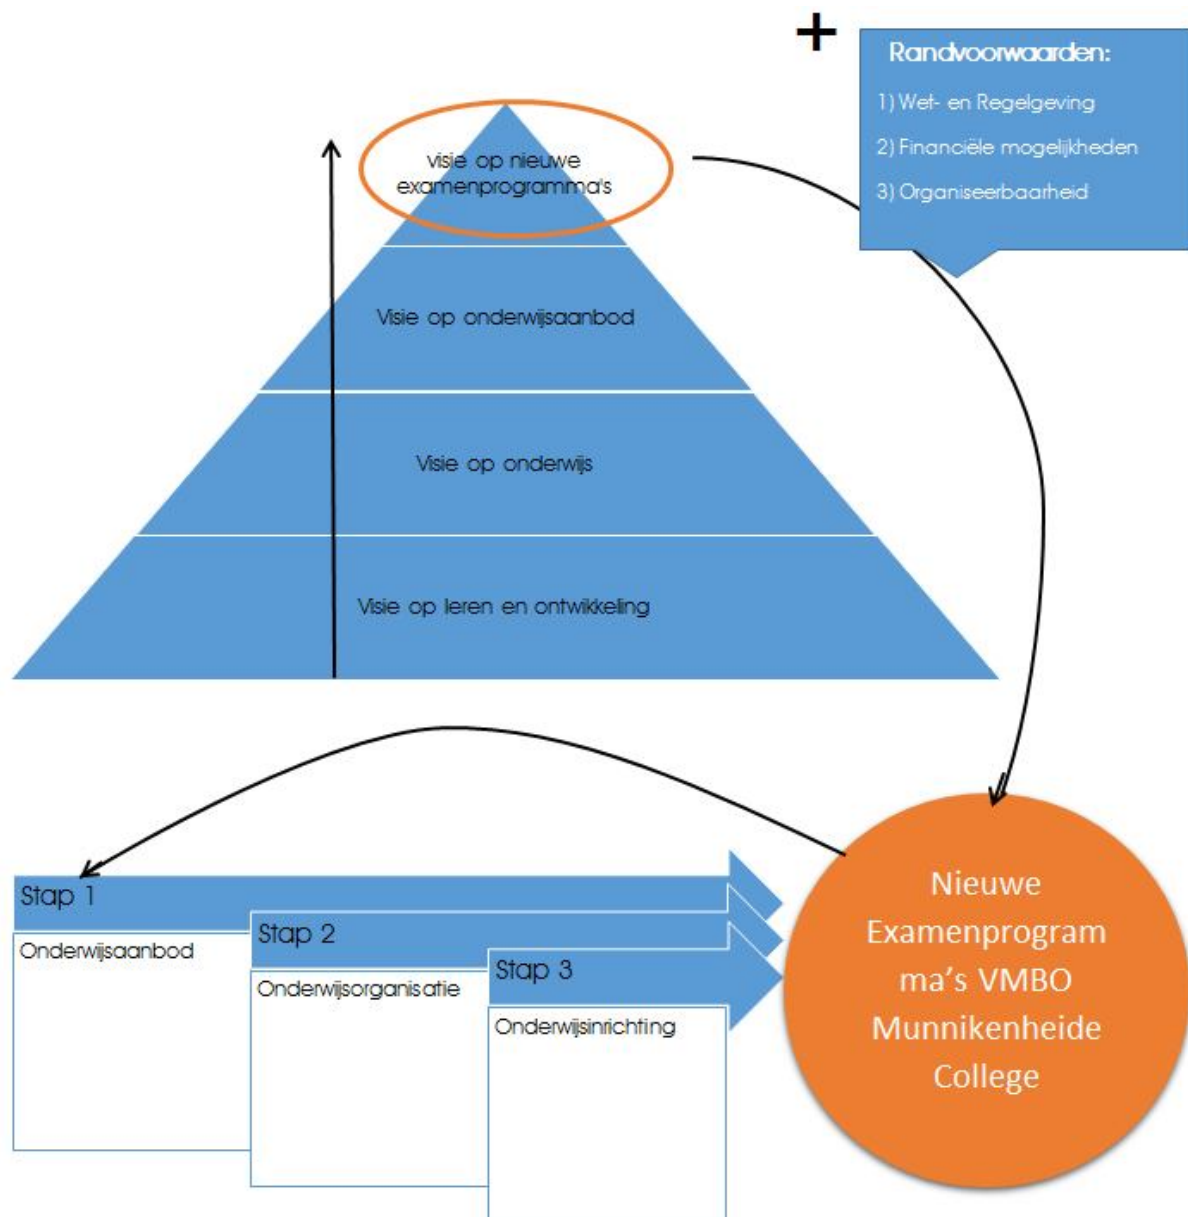 +
Randvoorwaarden:
1) Wet- en Regelgeving
2) Financiële mogelijkheden
3) Organiseerbaarheid
visie op nieuwe
examenprogramma's
Visie op onderwijsaanbod
Visie op onderwijs
Visie op leren en ontwikkeling
Stap 1
Onderwijsaanbod
Stap 2
Onderwijsorganisatie
Stap 3
Onderwijsinrichting
Nieuwe
Examenprogram
ma's VMBO
Munnikenheide
College